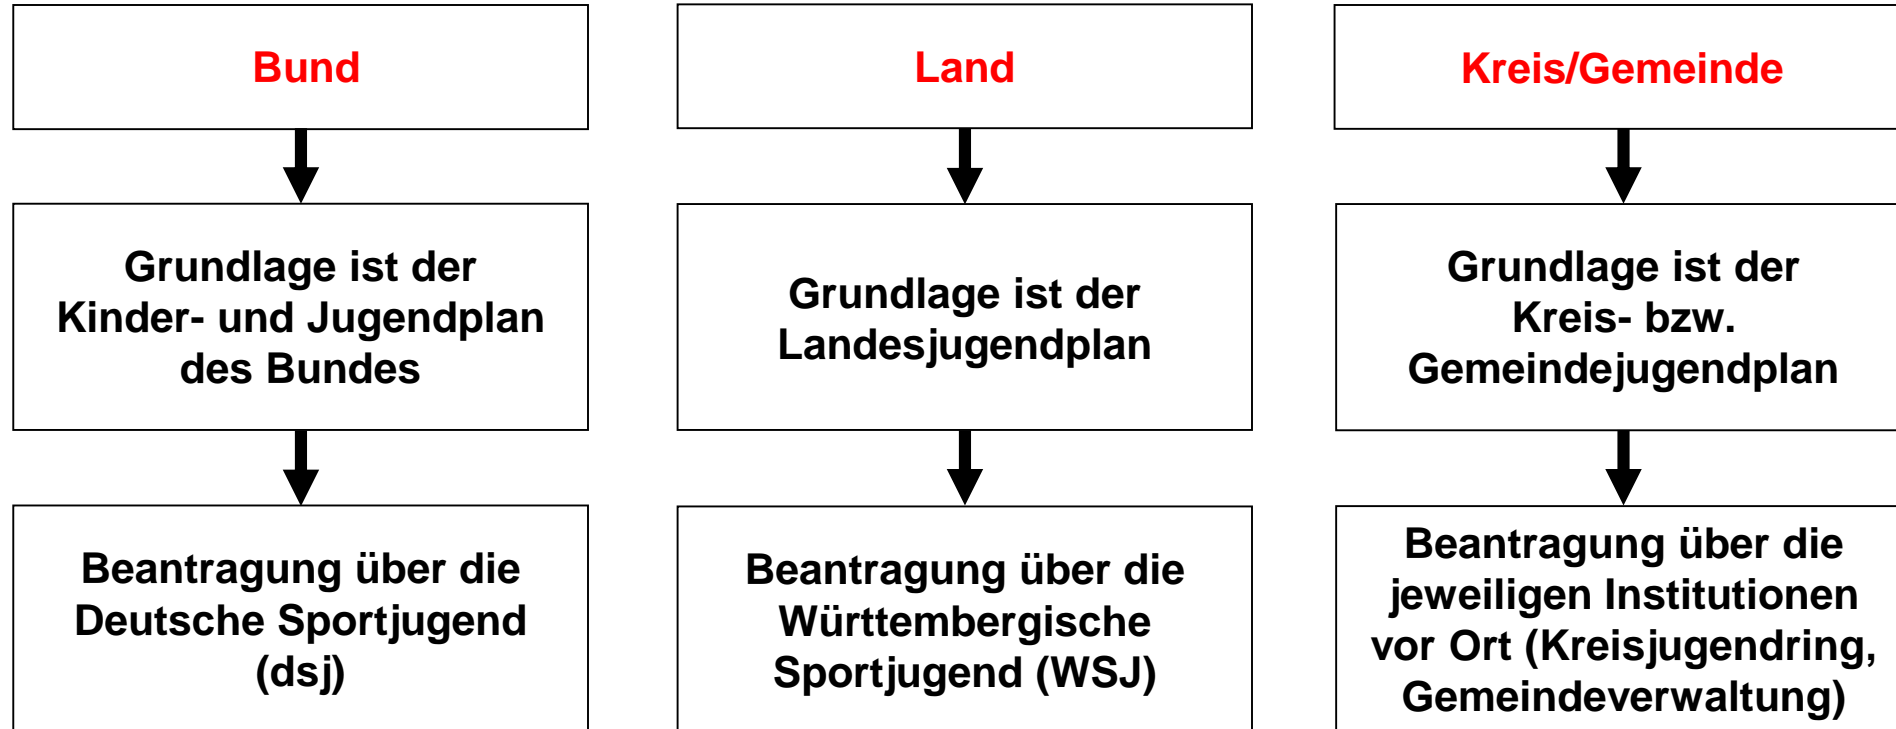 Bund
Grundlage ist der
Kinder- und Jugendplan
des Bundes
Beantragung über die
Deutsche Sportjugend
(dsj)
Land
Grundlage ist der
Landesjugendplan
Beantragung über die
Württembergische
Sportjugend (WSJ)
Kreis/Gemeinde
Grundlage ist der
Kreis- bzw.
Gemeindejugendplan
Beantragung über die
jeweiligen Institutionen
vor Ort (Kreisjugendring,
Gemeindeverwaltung)